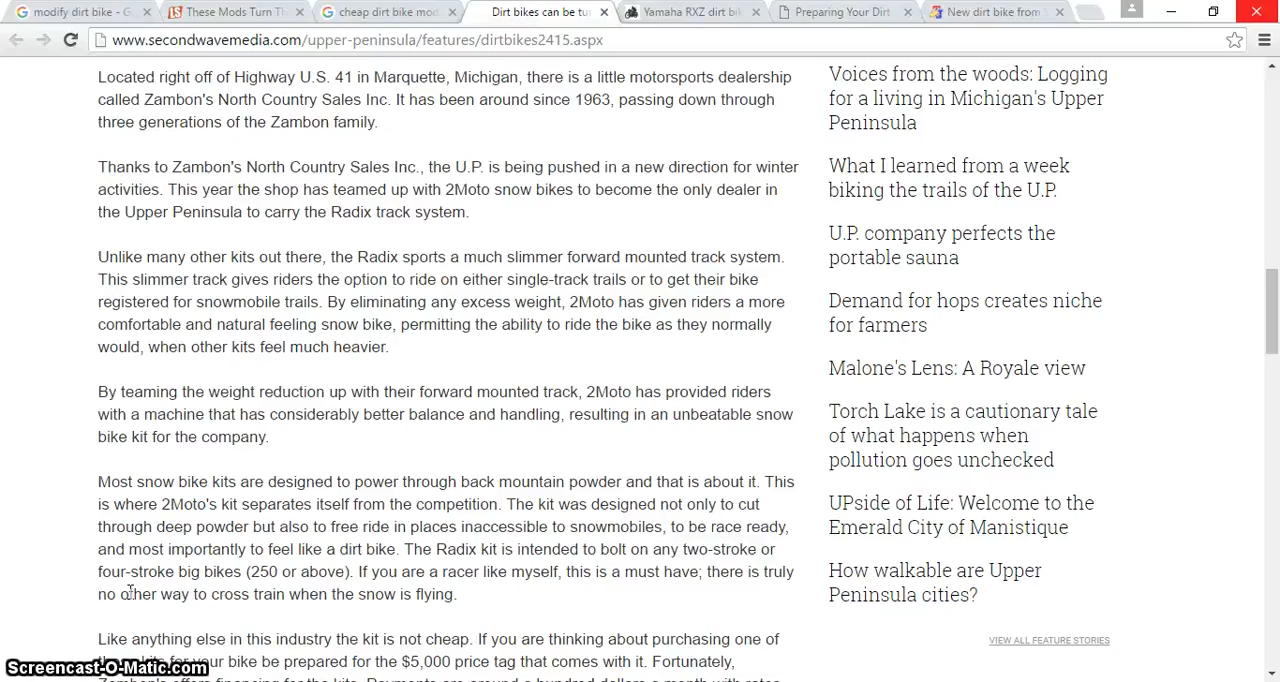 modify dirt bike - G
These Mods Turn Th
cheap dirt bike mod
Dirt bikes can be tu
Yamaha RXZ dirt bi
Preparing Your Dirt
New dirt bike from
www.secondwavemedia.com/upper-peninsula/features/dirtbikes2415.aspx
Located right off of Highway U.S. 41 in Marquette, Michigan, there is a little motorsports dealership
called Zambon's North Country Sales Inc. It has been around since 1963, passing down through
three generations of the Zambon family.
Thanks to Zambon's North Country Sales Inc., the U.P. is being pushed in a new direction for winter
activities. This year the shop has teamed up with 2Moto snow bikes to become the only dealer in
the Upper Peninsula to carry the Radix track system.
Unlike many other kits out there, the Radix sports a much slimmer forward mounted track system.
This slimmer track gives riders the option to ride on either single-track trails or to get their bike
registered for snowmobile trails. By eliminating any excess weight, 2Moto has given riders a more
comfortable and natural feeling snow bike, permitting the ability to ride the bike as they normally
would, when other kits feel much heavier.
By teaming the weight reduction up with their forward mounted track, 2Moto has provided riders
with a machine that has considerably better balance and handling, resulting in an unbeatable snow
bike kit for the company.
Most snow bike kits are designed to power through back mountain powder and that is about it. This
is where 2Moto's kit separates itself from the competition. The kit was designed not only to cut
through deep powder but also to free ride in places inaccessible to snowmobiles, to be race ready,
and most importantly to feel like a dirt bike. The Radix kit is intended to bolt on any two-stroke or
four-stroke big bikes (250 or above). If you are a racer like myself, this is a must have; there is truly
no other way to cross train when the snow is flying.
Like anything else in this industry the kit is not cheap. If you are thinking about purchasing one of
your bike be prepared for the $5,000 price tag that comes with it. Fortunately,
Voices from the woods: Logging
for a living in Michigan's Upper
Peninsula
What I learned from a week
biking the trails of the U.P.
U.P. company perfects the
portable sauna
Demand for hops creates niche
for farmers
Malone's Lens: A Royale view
Torch Lake is a cautionary tale
of what happens when
pollution goes unchecked
UPside of Life: Welcome to the
Emerald City of Manistique
How walkable are Upper
Peninsula cities?
VIEW ALL FEATURE STORIES
Screencast-O-Matic.com